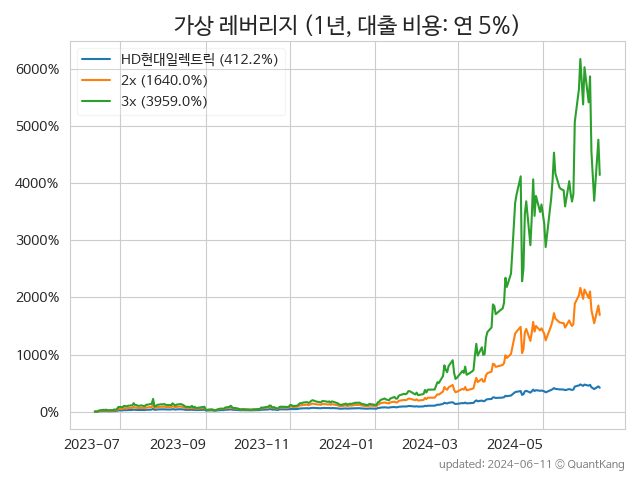 가상 레버리지 (1년, 대출 비용: 연 5%)
HD현대일렉트릭 (412.2%)
2x (1640.0%)
3x (3959.0%)
6000%
5000%
4000%
3000%
2000%
1000%
0%
2023-07 2023-09 2023-11 2024-01 2024-03 2024-05
updated: 2024-06-11 © QuantKang